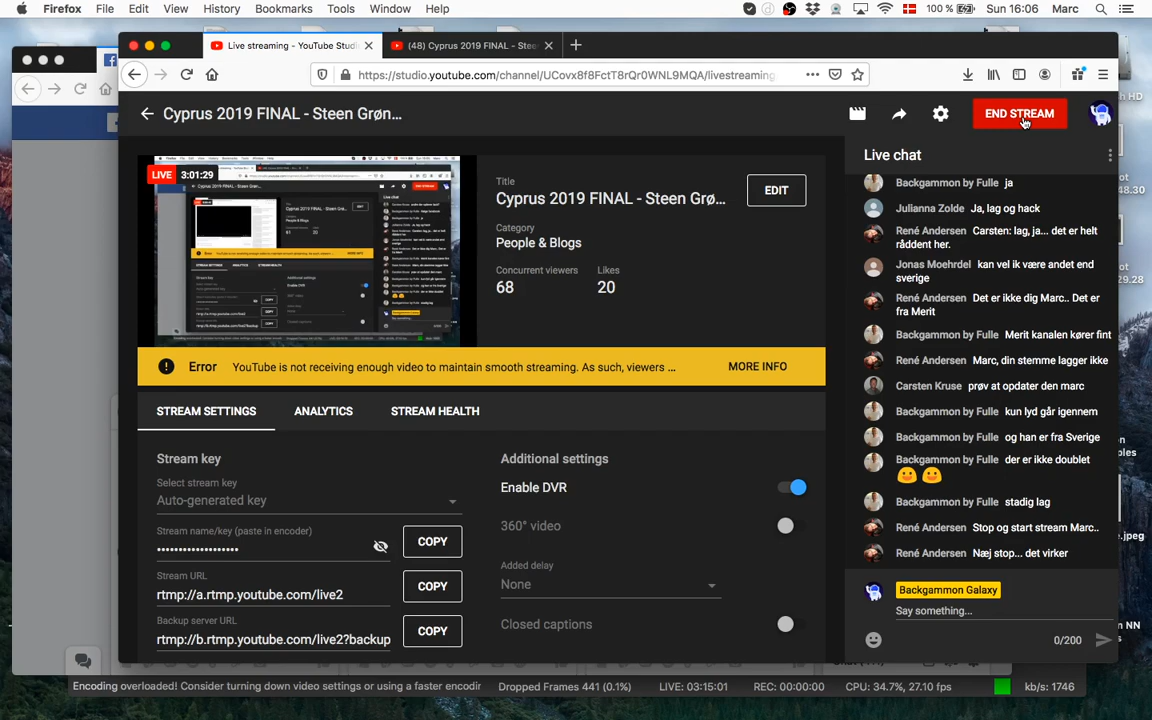 Firefox File Edit View History Bookmarks Tools Window Help 100 % Sun 16:06 Marc
Live streaming - YouTube Studi (48) Cyprus 2019 FINAL - Stee
https://studio.youtube.com/channel/UCovx8f8FctT8rQr0WNL9MQA/livestreaming
Cyprus 2019 FINAL - Steen Grøn...
END STREAM
LIVE 3:01:29
Title
Cyprus 2019 FINAL - Steen Grø...
EDIT
Category
People & Blogs
Concurrent viewers
68
Likes
20
Error YouTube is not receiving enough video to maintain smooth streaming. As such, viewers ... MORE INFO
STREAM SETTINGS ANALYTICS STREAM HEALTH
Stream key
Select stream key
Auto-generated key
Stream name/key (paste in encoder)
•••••••••••••••••••
COPY
Stream URL
rtmp://a.rtmp.youtube.com/live2
COPY
Backup server URL
rtmp://b.rtmp.youtube.com/live2?backup
COPY
Additional settings
Enable DVR
360° video
Added delay
None
Closed captions
Live chat
Backgammon by Fulle ja
Julianna Zolde Ja, lag og hack
René Andersen Carsten: lag, ja... det er helt
råddent her.
Jonas Moehrdel kan vel ik være andet end
sverige
René Andersen Det er ikke dig Marc.. Det er
fra Merit
Backgammon by Fulle Merit kanalen kører fint
René Andersen Marc, din stemme lagger ikke
Carsten Kruse prøv at opdater den marc
Backgammon by Fulle kun lyd går igennem
Backgammon by Fulle og han er fra Sverige
Backgammon by Fulle der er ikke doublet
Backgammon by Fulle stadig lag
René Andersen Stop og start stream Marc..
René Andersen Næj stop... det virker
Backgammon Galaxy
Say something...
0/200
Encoding overloaded! Consider turning down video settings or using a faster encodir Dropped Frames 441 (0.1%) LIVE: 03:15:01 REC: 00:00:00 CPU: 34.7%, 27.10 fps kb/s: 1746